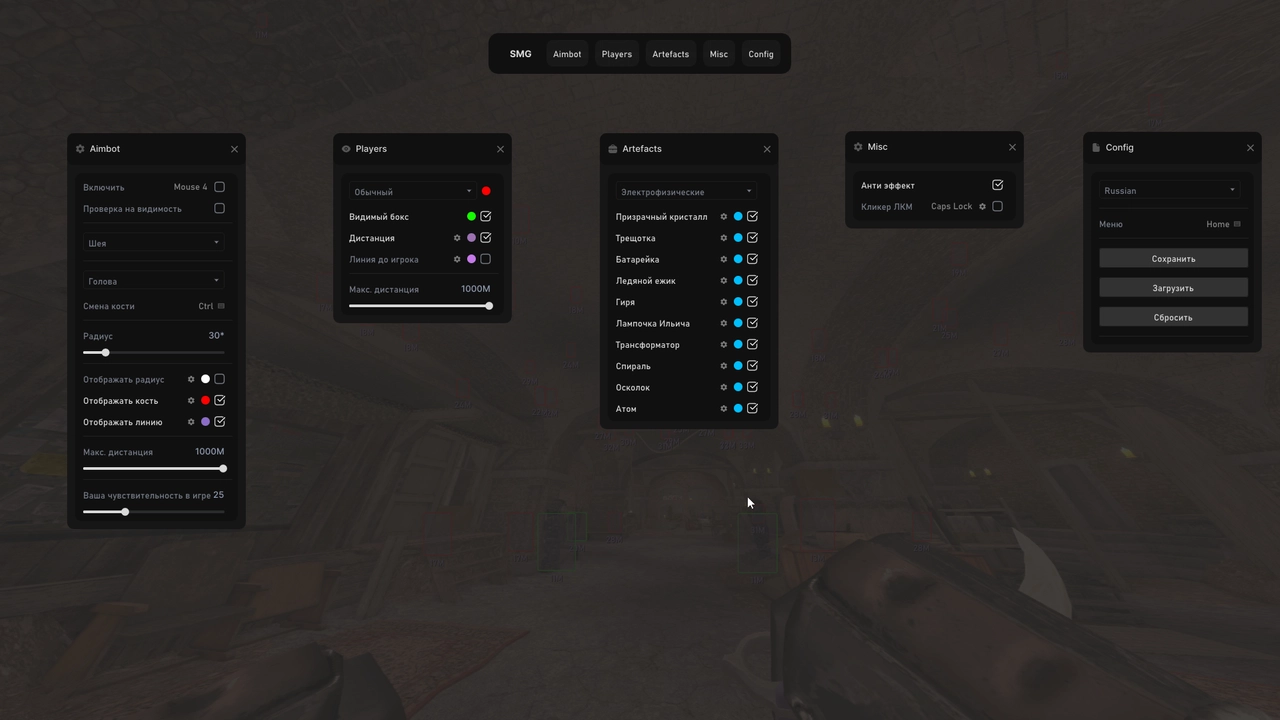 SMG Aimbot Players Artefacts Misc Config
Aimbot
Включить Mouse 4
Проверка на видимость
Шея
Голова
Смена кости Ctrl
Радиус 30*
Отображать радиус
Отображать кость
Отображать линию
Макс. дистанция 1000M
Ваша чувствительность в игре 25
Players
Обычный
Видимый бокс
Дистанция
Линия до игрока
Макс. дистанция 1000M
Artefacts
Электрофизические
Призрачный кристалл
Трещотка
Батарейка
Ледяной ежик
Гиря
Лампочка Ильича
Трансформатор
Спираль
Осколок
Атом
Misc
Анти эффект
Кликер ЛКМ Caps Lock
Config
Russian
Меню Home
Сохранить
Загрузить
Сбросить